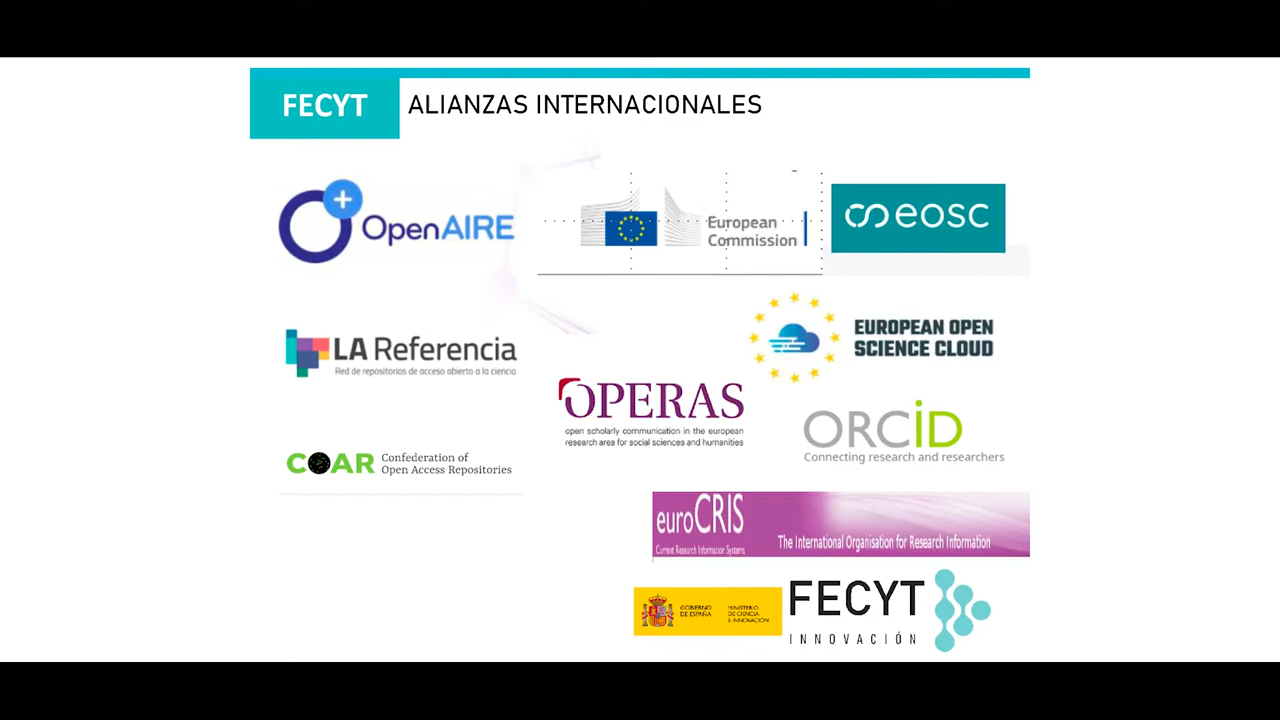 FECYT
ALIANZAS INTERNACIONALES
OpenAIRE
European
Commission
eosc
LA Referencia
Red de repositorios de acceso abierto a la ciencia
EUROPEAN OPEN
SCIENCE CLOUD
OPERAS
open scholarly communication in the european
research area for social sciences and humanities
ORCiD
Connecting research and researchers
COAR
Confederation of
Open Access Repositories
euroCRIS
Current Research Information Systems
The International Organisation for Research Information
GOBIERNO
DE ESPAÑA
MINISTERIO
DE CIENCIA
E INNOVACIÓN
FECYT
INNOVACIÓN